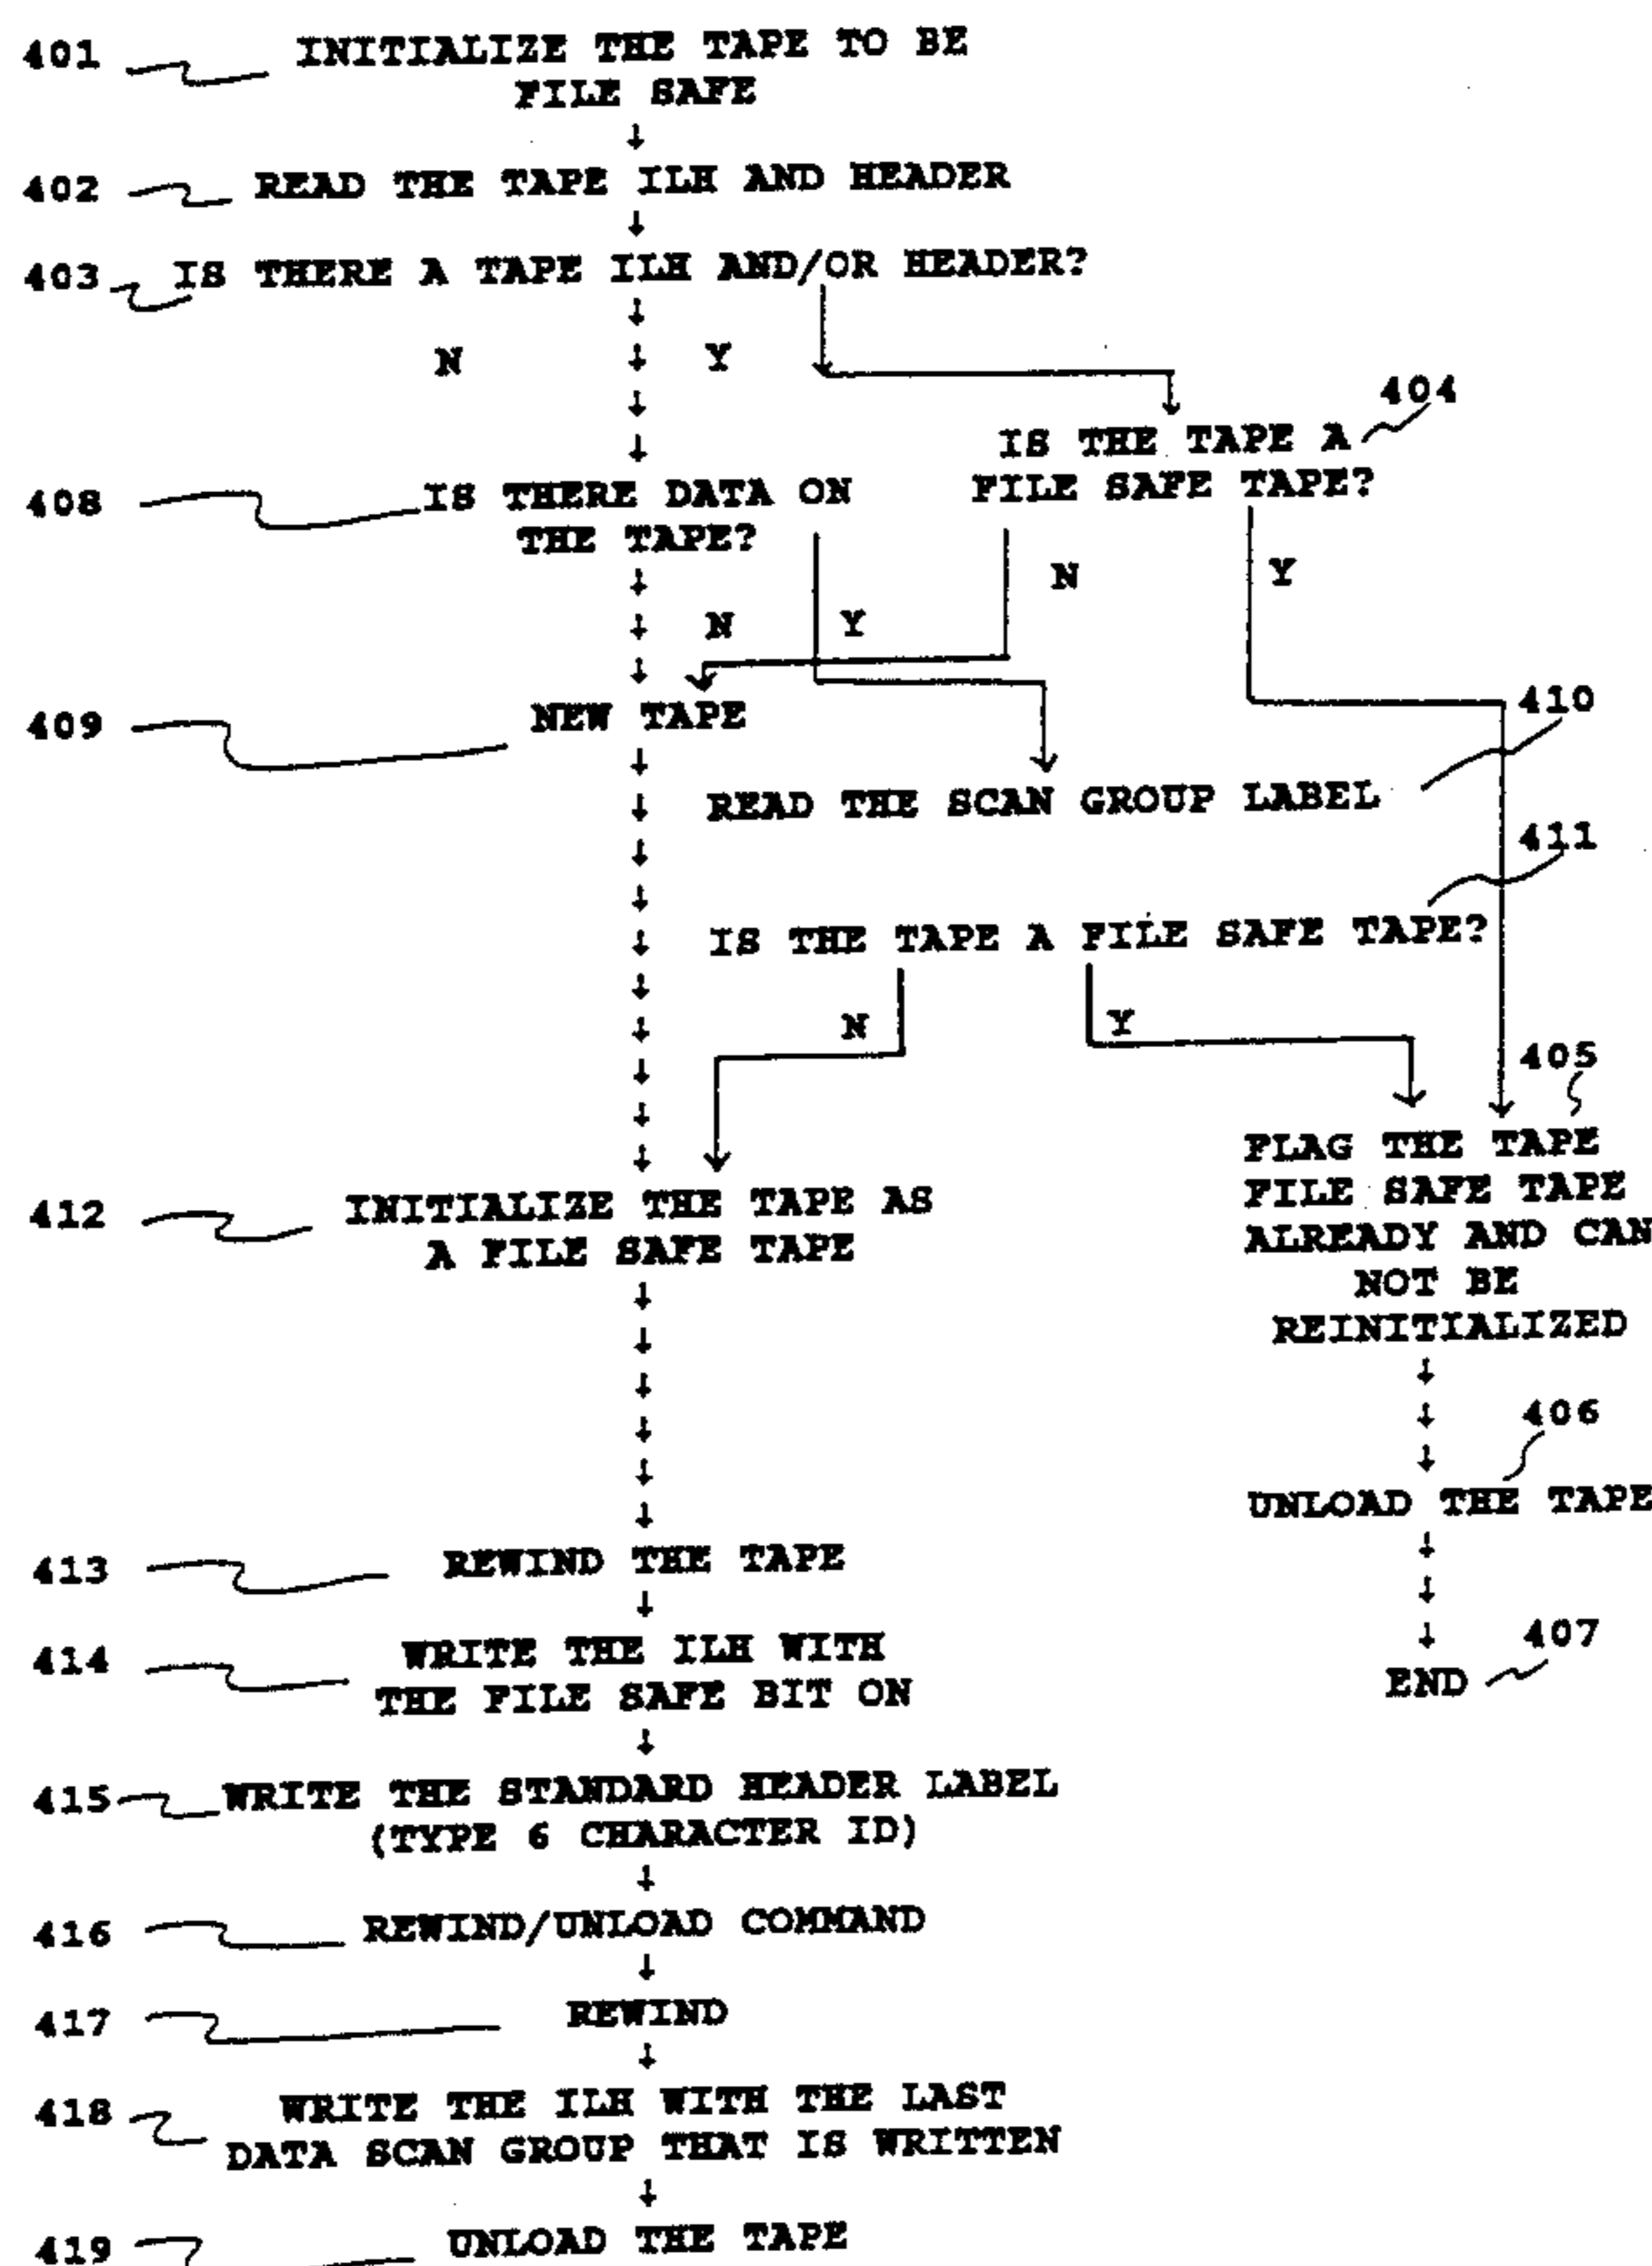 401 INITIALIZE THE TAPE TO BE
FILE SAFE
402 READ THE TAPE ILH AND HEADER
403 IS THERE A TAPE ILH AND/OR HEADER?
N Y
404
IS THE TAPE A
FILE SAFE TAPE?
408 IS THERE DATA ON
THE TAPE?
N Y
N Y
409 NEW TAPE
410
READ THE SCAN GROUP LABEL
411
IS THE TAPE A FILE SAFE TAPE?
N Y
405
FLAG THE TAPE
FILE SAFE TAPE
ALREADY AND CAN
NOT BE
REINITIALIZED
412 INITIALIZE THE TAPE AS
A FILE SAFE TAPE
406
UNLOAD THE TAPE
407
END
413 REWIND THE TAPE
414 WRITE THE ILH WITH
THE FILE SAFE BIT ON
415 WRITE THE STANDARD HEADER LABEL
(TYPE 6 CHARACTER ID)
416 REWIND/UNLOAD COMMAND
417 REWIND
418 WRITE THE ILH WITH THE LAST
DATA SCAN GROUP THAT IS WRITTEN
419 UNLOAD THE TAPE